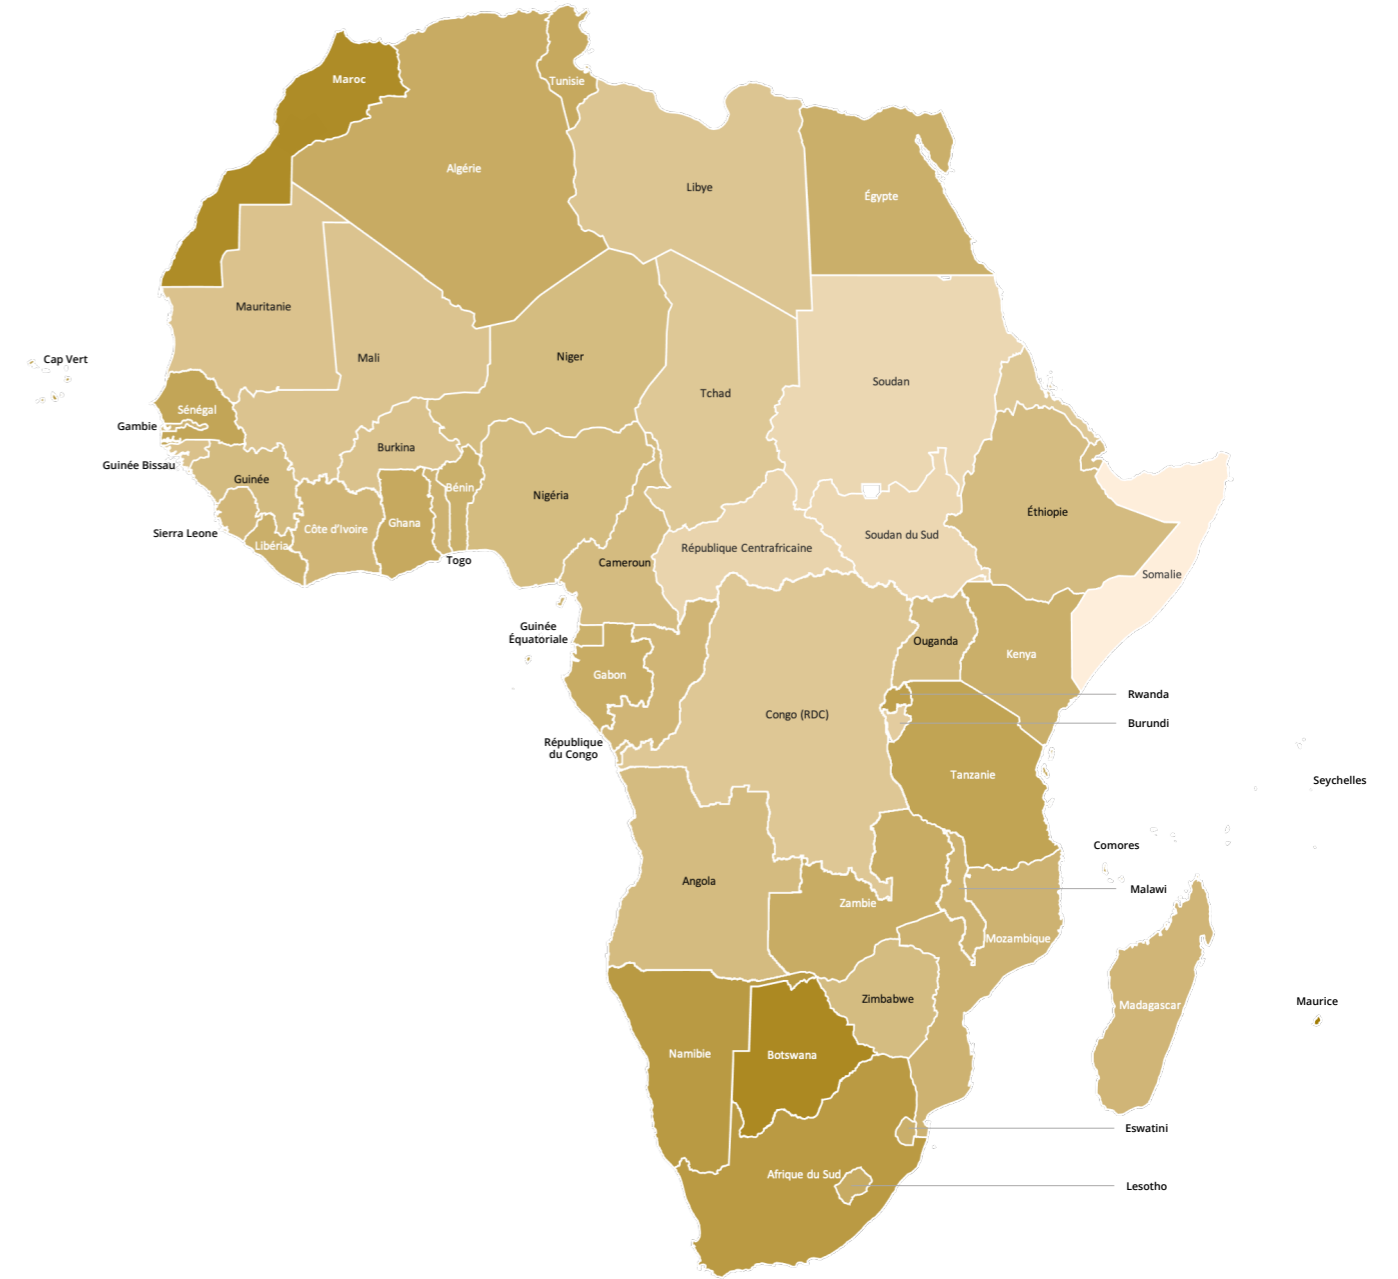 Maroc
Tunisie
Algérie
Libye
Égypte
Mauritanie
Mali
Niger
Cap Vert
Soudan
Tchad
Sénégal
Gambie
Burkina
Guinée Bissau
Guinée
Bénin
Nigéria
Éthiopie
Ghana
Côte d'Ivoire
Sierra Leone
Soudan du Sud
Libéria
République Centrafricaine
Togo
Cameroun
Somalie
Guinée
Équatoriale
Ouganda
Kenya
Gabon
Rwanda
Congo (RDC)
Burundi
République
du Congo
Tanzanie
Seychelles
Comores
Angola
Malawi
Zambie
Mozambique
Zimbabwe
Maurice
Madagascar
Namibie
Botswana
Eswatini
Afrique du Sud
Lesotho